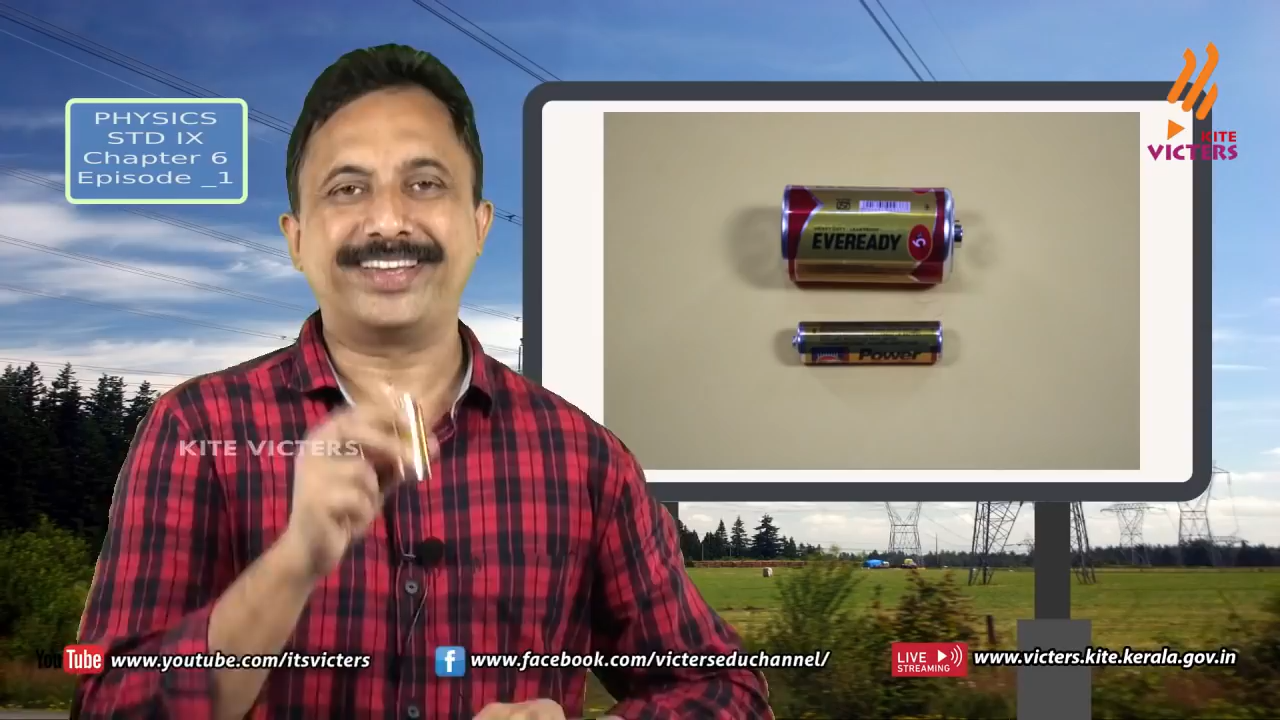 PHYSICS
STD IX
Chapter 6
Episode _1
KITE
VICTERS
EVEREADY
Power
KITE VICTERS
YouTube www.youtube.com/itsvicters
f www.facebook.com/victerseduchannel/
LIVE
STREAMING
www.victers.kite.kerala.gov.in